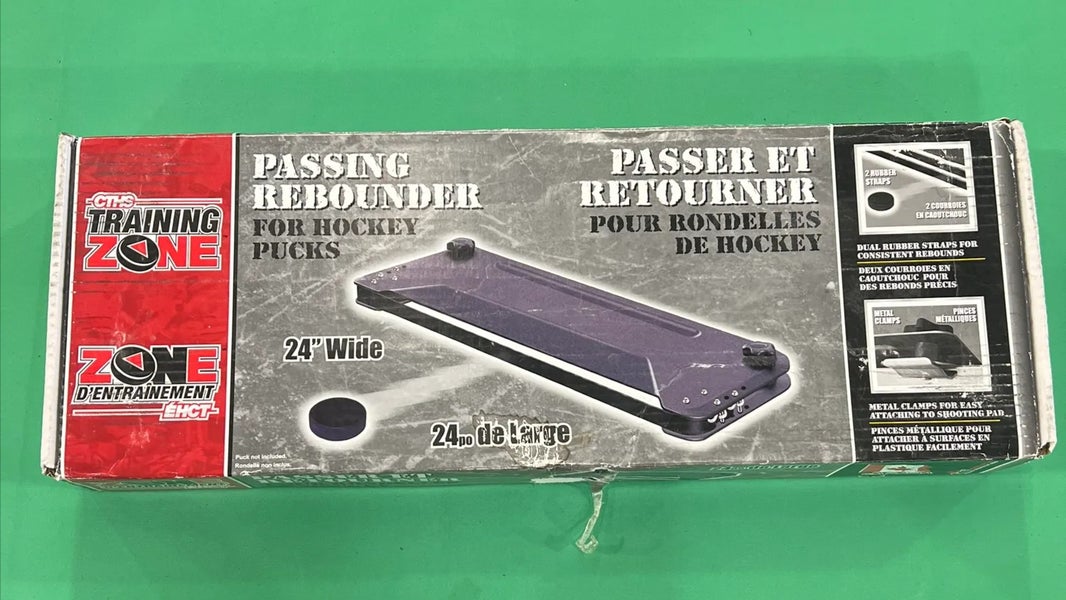 CTHS
TRAINING
ZONE
ZONE
D'ENTRAÎNEMENT
ÉHCT
PASSING
REBOUNDER
FOR HOCKEY
PUCKS
PASSER ET
RETOURNER
POUR RONDELLES
DE HOCKEY
24" Wide
24po de Large
Puck not included.
Rondelle non inclus.
2 RUBBER
STRAPS
2 COURROIES
EN CAOUTCHOUC
DUAL RUBBER STRAPS FOR
CONSISTENT REBOUNDS
DEUX COURROIES EN
CAOUTCHOUC POUR
DES REBONDS PRÉCIS
METAL
CLAMPS
PINCES
MÉTALLIQUES
METAL CLAMPS FOR EASY
ATTACHING TO SHOOTING PAD
PINCES MÉTALLIQUE POUR
ATTACHER À SURFACES EN
PLASTIQUE FACILEMENT